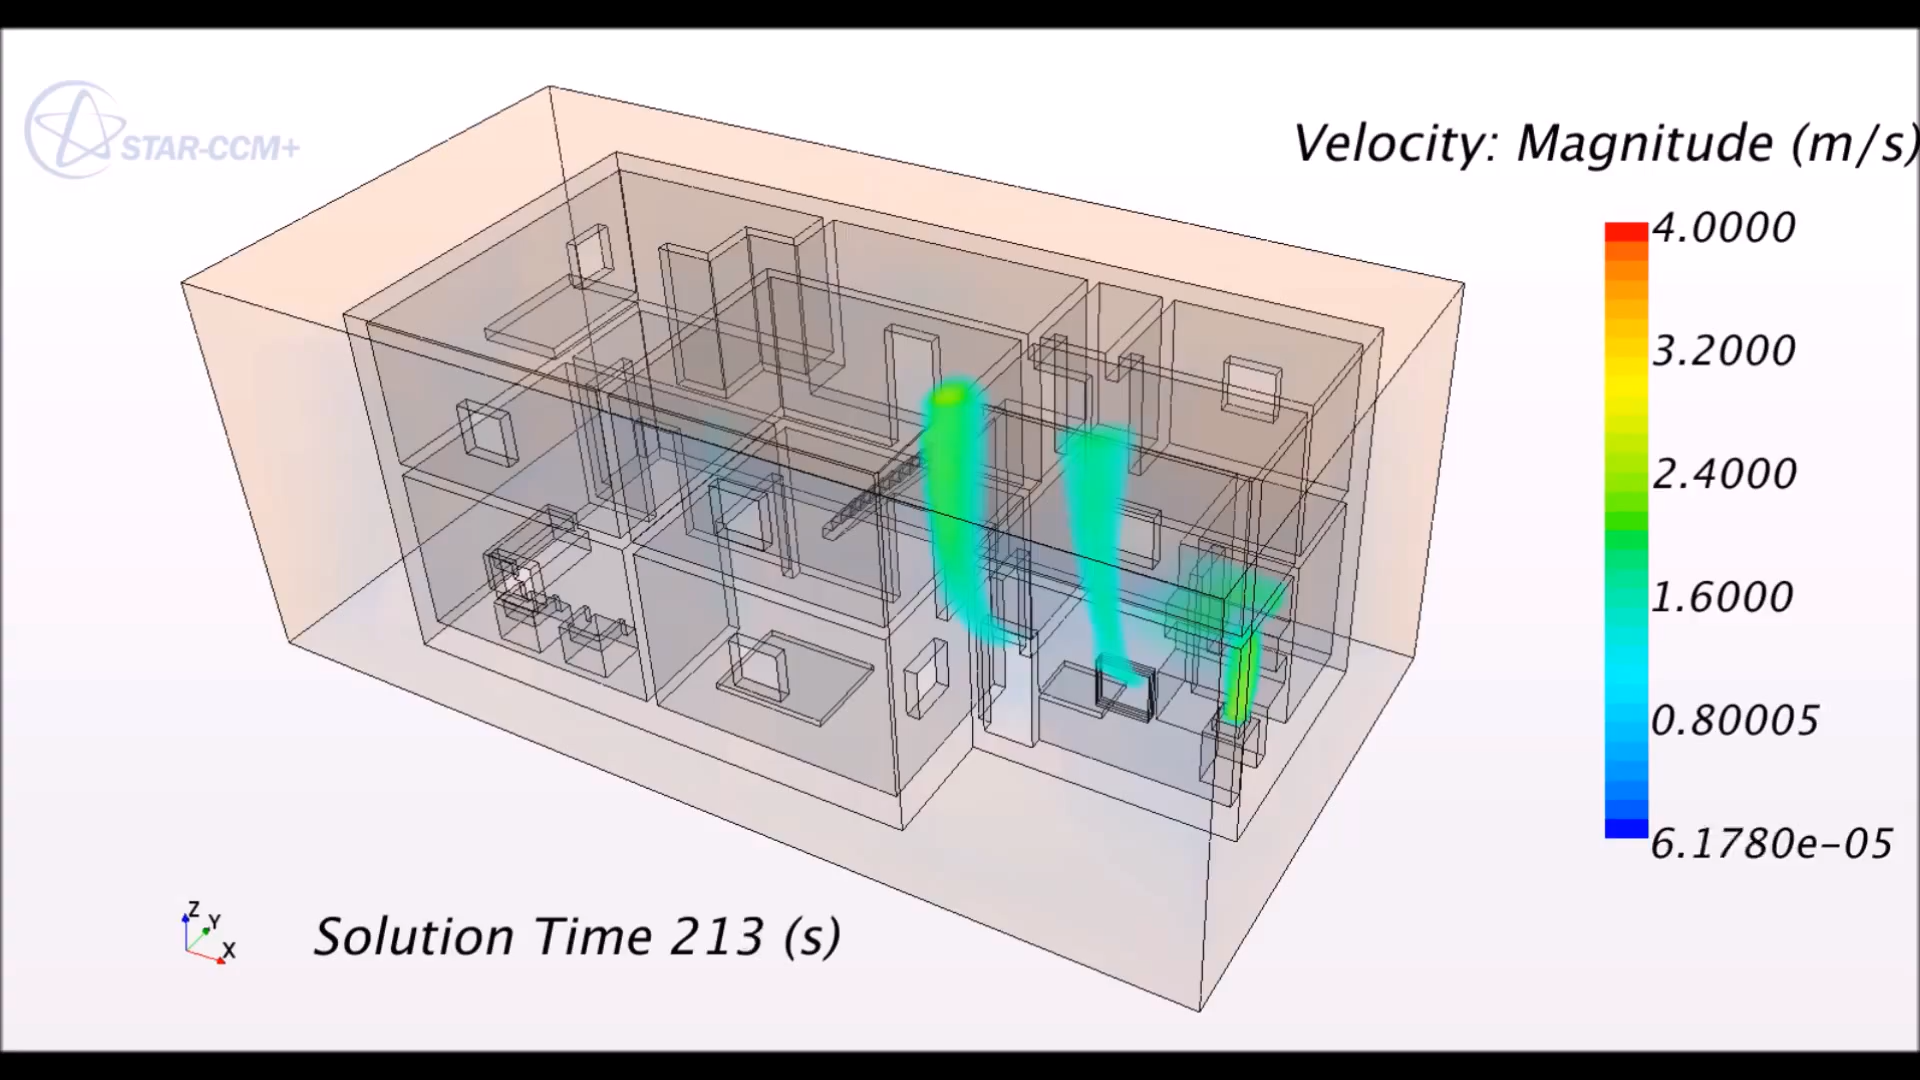 STAR-CCM+
Velocity: Magnitude (m/s)
4.0000
3.2000
2.4000
1.6000
0.80005
6.1780e-05
Z
Y
X
Solution Time 213 (s)